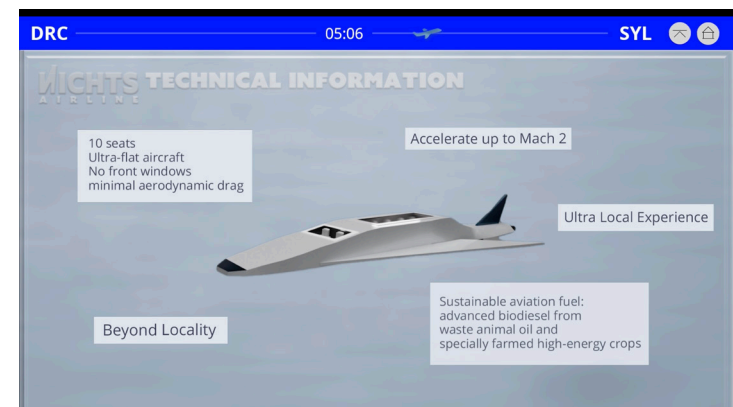 DRC
05:06
SYL
NICHTS TECHNICAL INFORMATION
AIRLINE
10 seats
Ultra-flat aircraft
No front windows
minimal aerodynamic drag
Accelerate up to Mach 2
Ultra Local Experience
Beyond Locality
Sustainable aviation fuel:
advanced biodiesel from
waste animal oil and
specially farmed high-energy crops